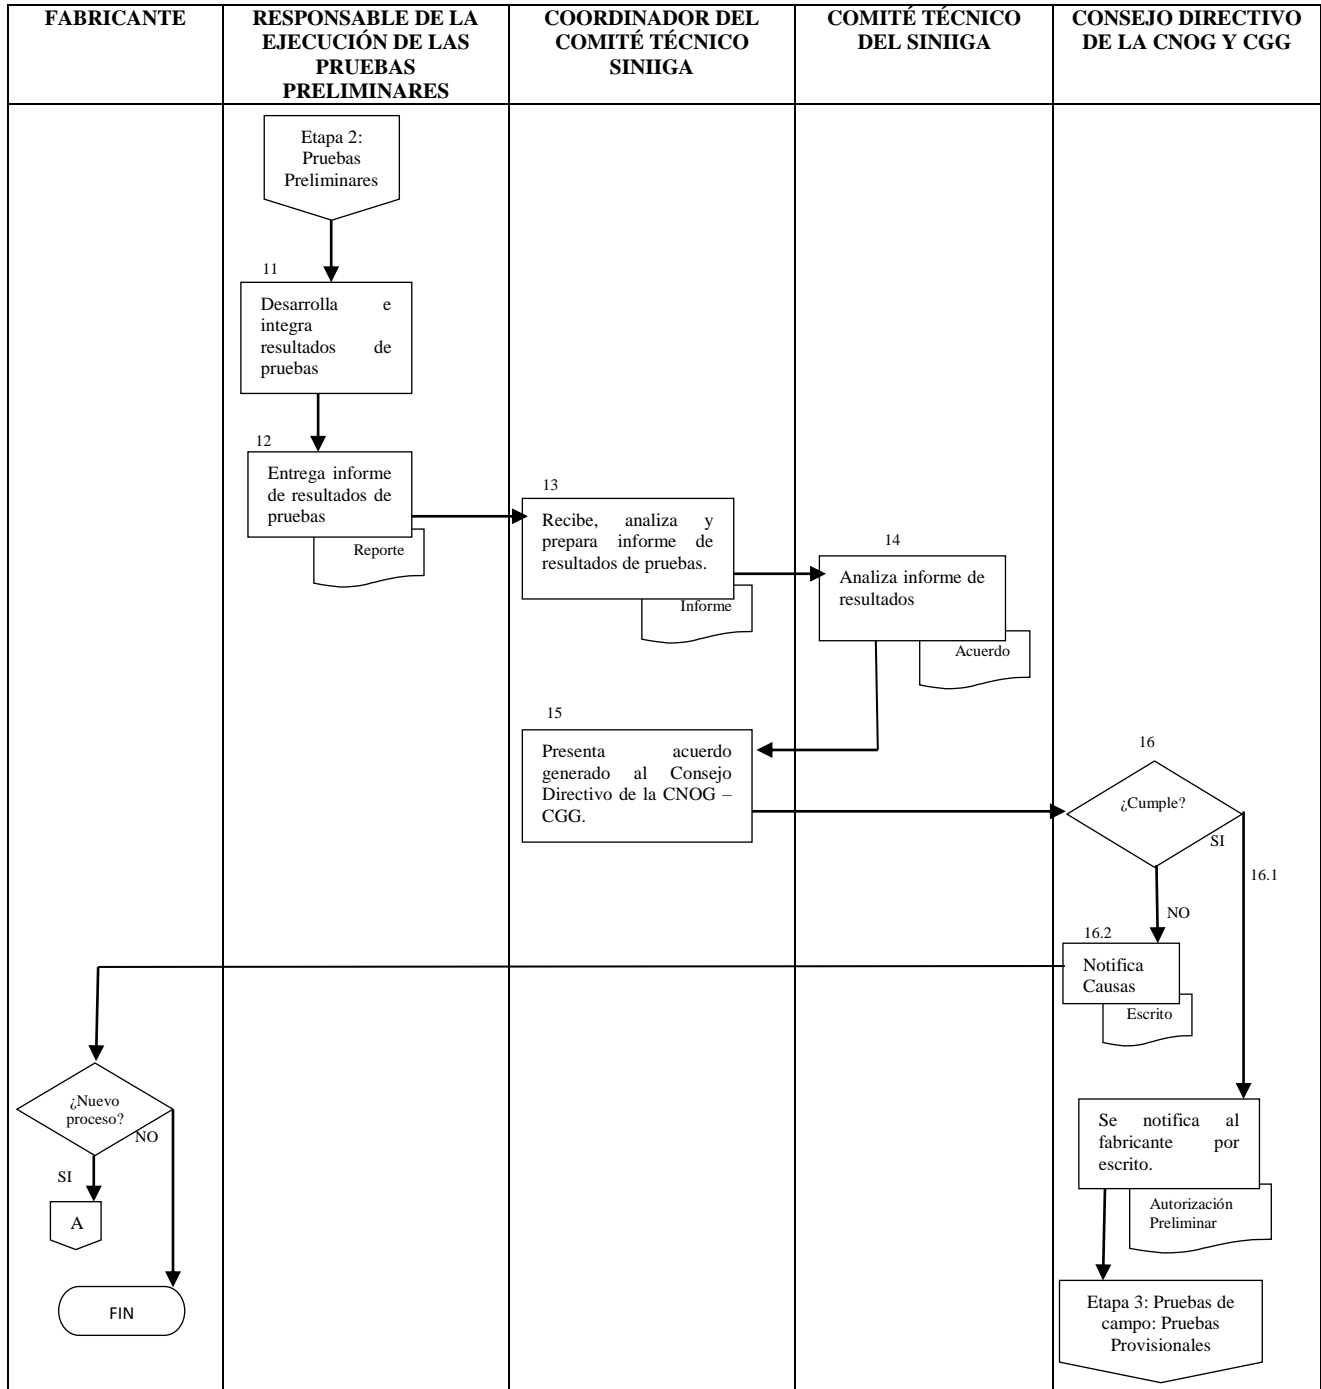 FABRICANTE
RESPONSABLE DE LA
EJECUCIÓN DE LAS
PRUEBAS
PRELIMINARES
COORDINADOR DEL
COMITÉ TÉCNICO
SINIIGA
COMITÉ TÉCNICO
DEL SINIIGA
CONSEJO DIRECTIVO
DE LA CNOG Y CGG
Etapa 2:
Pruebas
Preliminares
11
Desarrolla e
integra
resultados de
pruebas
12
Entrega informe
de resultados de
pruebas
Reporte
13
Recibe, analiza y
prepara informe de
resultados de pruebas.
Informe
14
Analiza informe de
resultados
Acuerdo
15
Presenta acuerdo
generado al Consejo
Directivo de la CNOG –
CGG.
16
¿Cumple?
SI
16.1
NO
16.2
Notifica
Causas
Escrito
¿Nuevo
proceso?
NO
SI
A
FIN
Se notifica al
fabricante por
escrito.
Autorización
Preliminar
Etapa 3: Pruebas de
campo: Pruebas
Provisionales